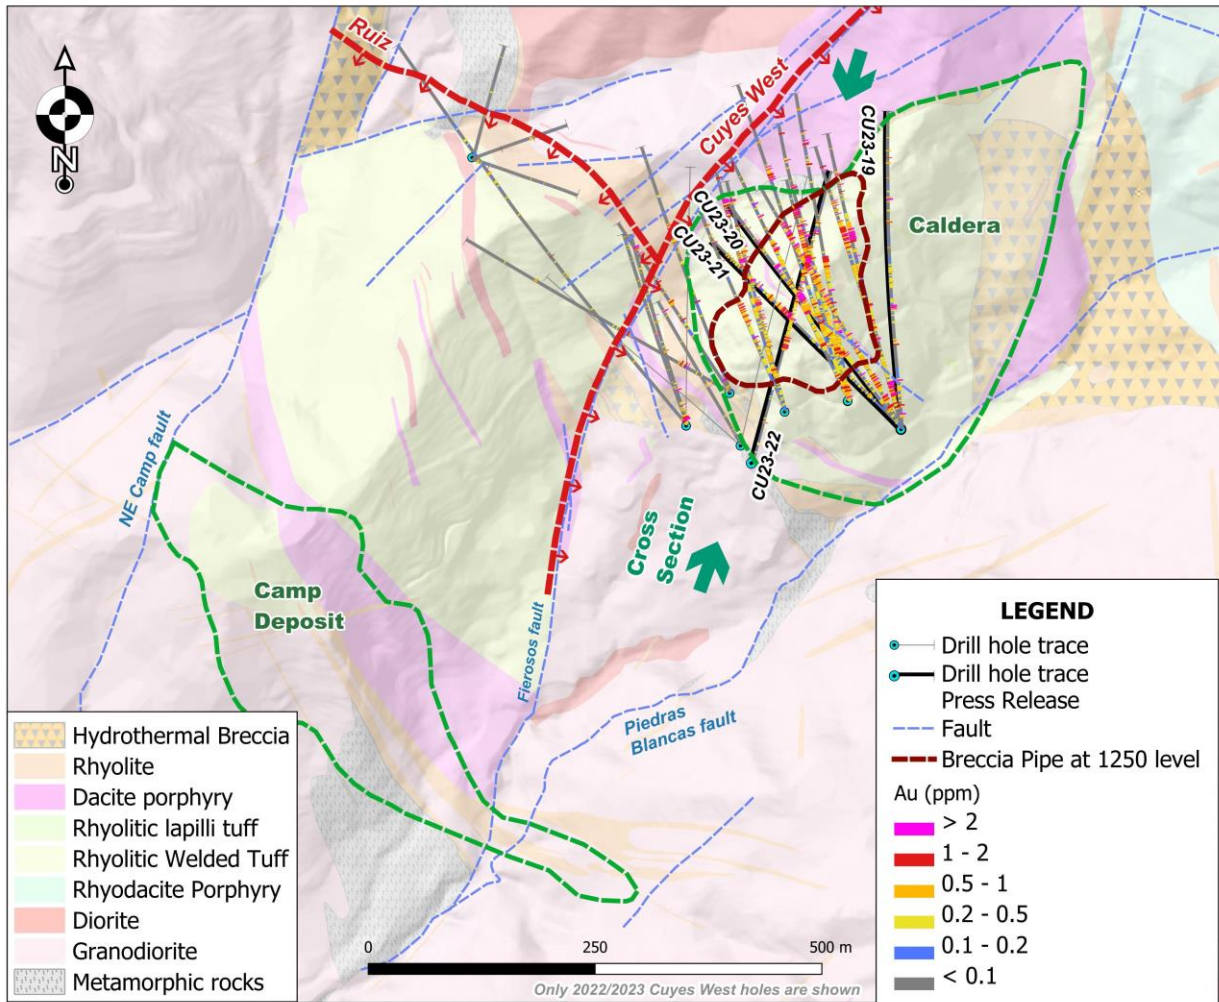 Ruiz
Cuyes West
CU23-19
CU23-20
CU23-21
Caldera
N
NE Camp fault
CU23-22
Cross
Section
Camp
Deposit
Fierosos fault
Piedras
Blancas fault
LEGEND
Drill hole trace
Drill hole trace
Press Release
Fault
Breccia Pipe at 1250 level
Au (ppm)
> 2
1 - 2
0.5 - 1
0.2 - 0.5
0.1 - 0.2
< 0.1
Hydrothermal Breccia
Rhyolite
Dacite porphyry
Rhyolitic lapilli tuff
Rhyolitic Welded Tuff
Rhyodacite Porphyry
Diorite
Granodiorite
Metamorphic rocks
0 250 500 m
Only 2022/2023 Cuyes West holes are shown